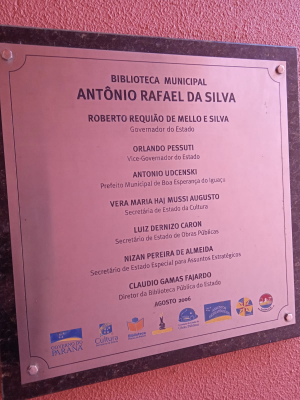 BIBLIOTECA MUNICIPAL
ANTÔNIO RAFAEL DA SILVA
ROBERTO REQUIÃO DE MELLO E SILVA
Governador do Estado
ORLANDO PESSUTI
Vice-Governador do Estado
ANTONIO UDCENSKI
Prefeito Municipal de Boa Esperança do Iguaçu
VERA MARIA HAJ MUSSI AUGUSTO
Secretária de Estado da Cultura
LUIZ DERNIZO CARON
Secretário de Estado de Obras Públicas
NIZAN PEREIRA DE ALMEIDA
Secretário de Estado Especial para Assuntos Estratégicos
CLAUDIO GAMAS FAJARDO
Diretor da Biblioteca Pública do Estado
AGOSTO 2006
PARANÁ
Cultura